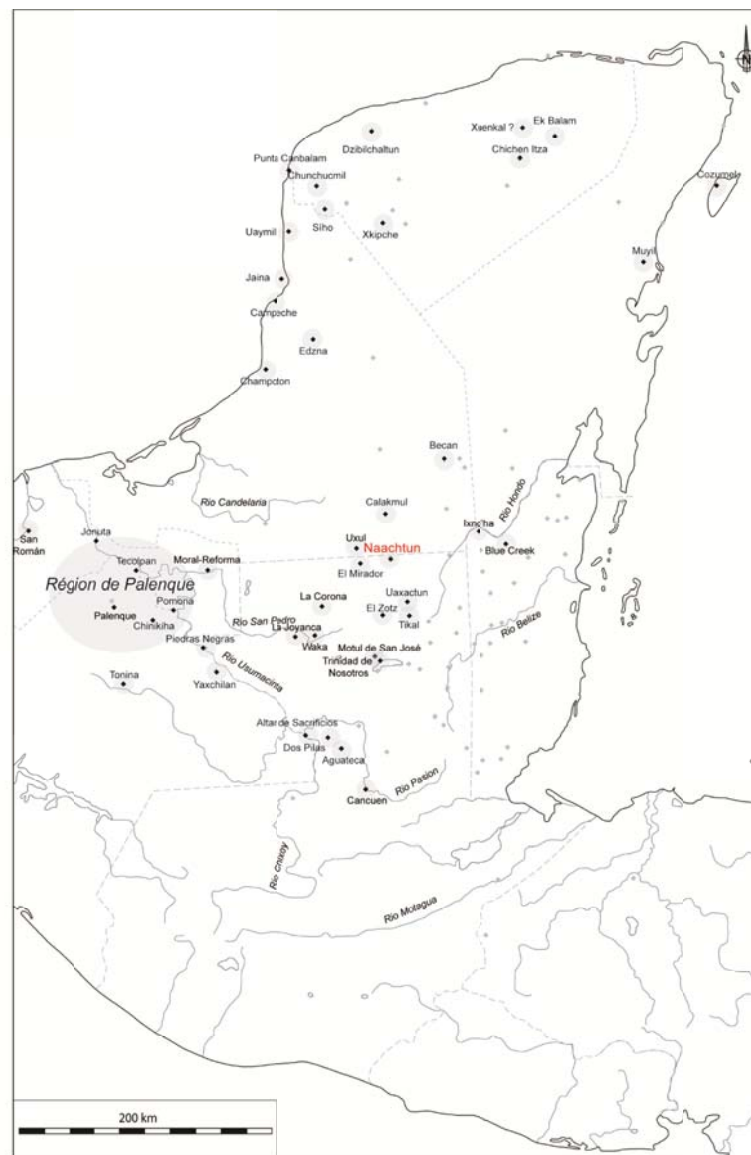 N
Xuenkal ?
Ek Balam
Dzibilchaltun
Chichen Itza
Punta Canbalam
Chunchucmil
Cozumel
Siho
Xkipche
Uaymil
Muyil
Jaina
Campeche
Edzna
Champoton
Becan
Rio Candelaria
Calakmul
Rio Hondo
San
Román
Jonuta
Uxul
Naachtun
Blue Creek
Tecolpan
Moral-Reforma
El Mirador
Région de Palenque
La Corona
Uaxactun
Palenque
Pomona
El Zotz
Tikal
Chinikiha
Rio San Pedro
Rio Belize
La Joyanca
Waka
Piedras Negras
Motul de San José
Trinidad de
Nosotros
Rio Usumacinta
Tonina
Yaxchilan
Altar de Sacrificios
Dos Pilas
Aguateca
Rio Pasion
Cancuen
Rio Chixoy
Rio Motagua
200 km